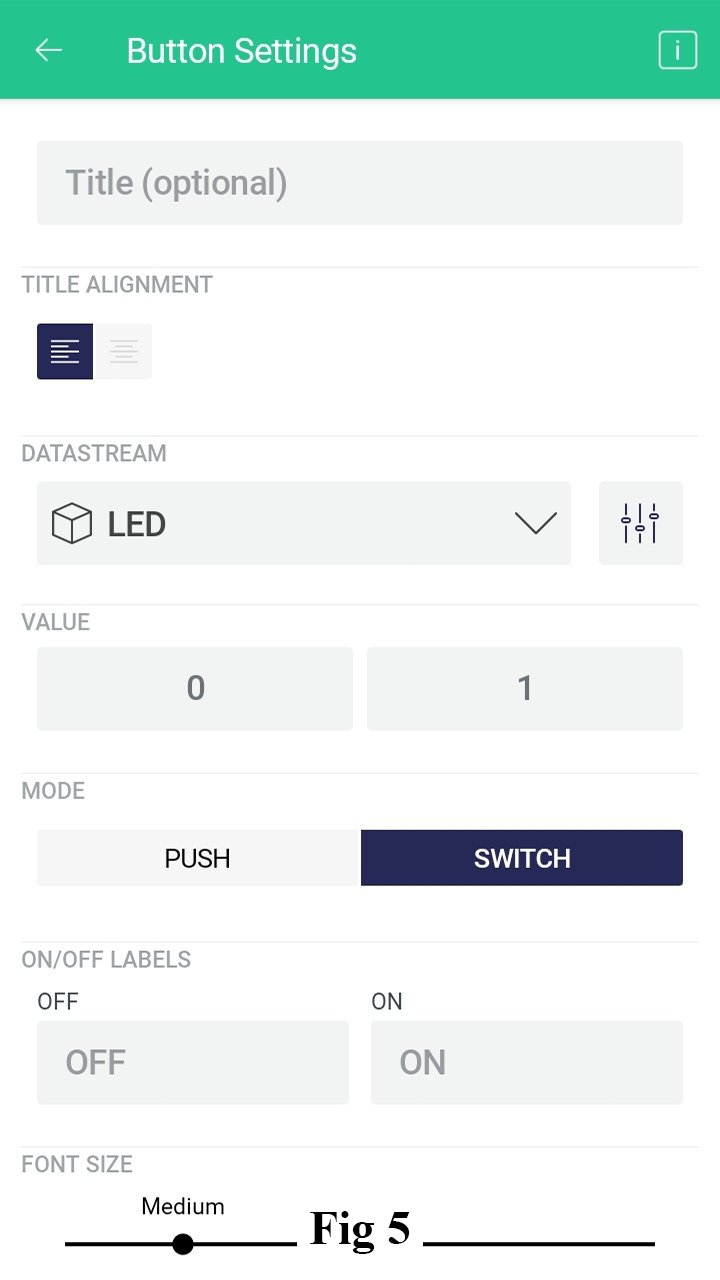 Button Settings
i
Title (optional)
TITLE ALIGNMENT
DATASTREAM
LED
VALUE
0 1
MODE
PUSH SWITCH
ON/OFF LABELS
OFF ON
OFF ON
FONT SIZE
Medium
Fig 5